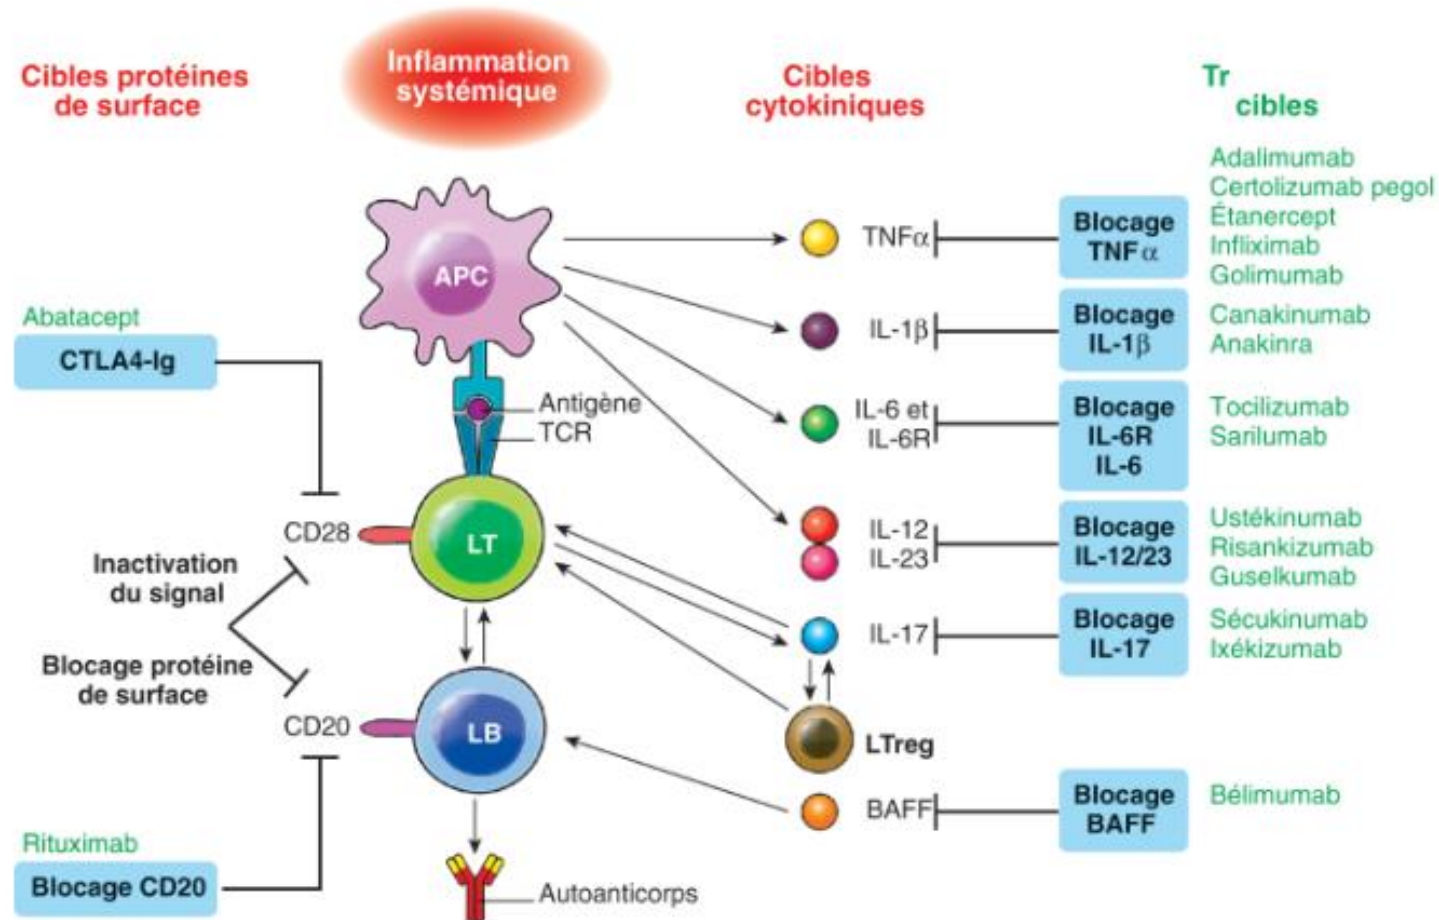 Cibles protéines
de surface
Inflammation
systémique
Cibles
cytokiniques
Tr
cibles
APC
Abatacept
CTLA4-Ig
Antigène
TCR
CD28
LT
Inactivation
du signal
Blocage protéine
de surface
CD20
LB
Rituximab
Blocage CD20
Autoanticorps
TNFα
IL-1β
IL-6 et
IL-6R
IL-12
IL-23
IL-17
LTreg
BAFF
Blocage
TNF α
Adalimumab
Certolizumab pegol
Étanercept
Infliximab
Golimumab
Blocage
IL-1β
Canakinumab
Anakinra
Blocage
IL-6R
IL-6
Tocilizumab
Sarilumab
Blocage
IL-12/23
Ustékinumab
Risankizumab
Guselkumab
Blocage
IL-17
Sécukinumab
Ixékizumab
Blocage
BAFF
Bélimumab